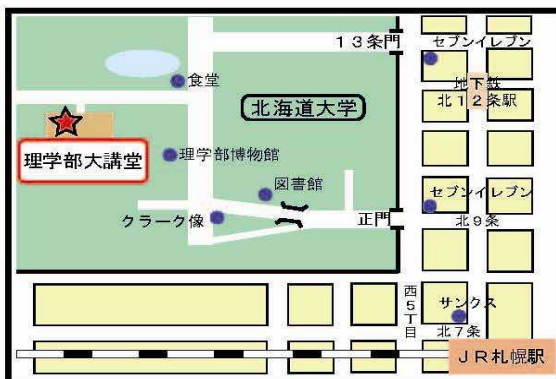 13条門
セブンイレブン
食堂
地下鉄
北12条駅
北海道大学
理学部大講堂
理学部博物館
図書館
セブンイレブン
クラーク像
正門
北9条
西5丁目
サンクス
北7条
JR札幌駅